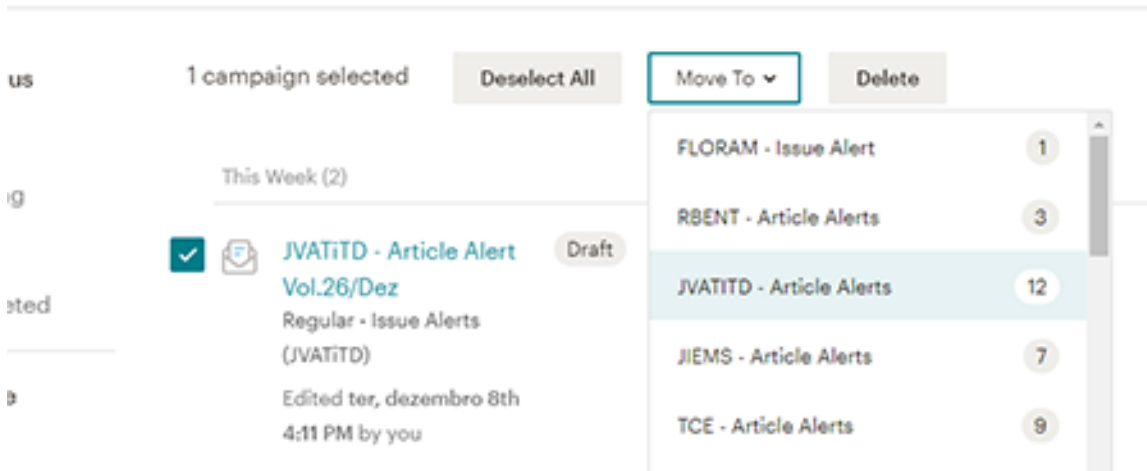 us
1 campaign selected
Deselect All
Move To
Delete
This Week (2)
JVATiTD - Article Alert
Vol.26/Dez
Draft
Regular - Issue Alerts
(JVATiTD)
Edited ter, dezembro 8th
4:11 PM by you
FLORAM - Issue Alert 1
RBENT - Article Alerts 3
JVATITD - Article Alerts 12
JIEMS - Article Alerts 7
TCE - Article Alerts 9
eted